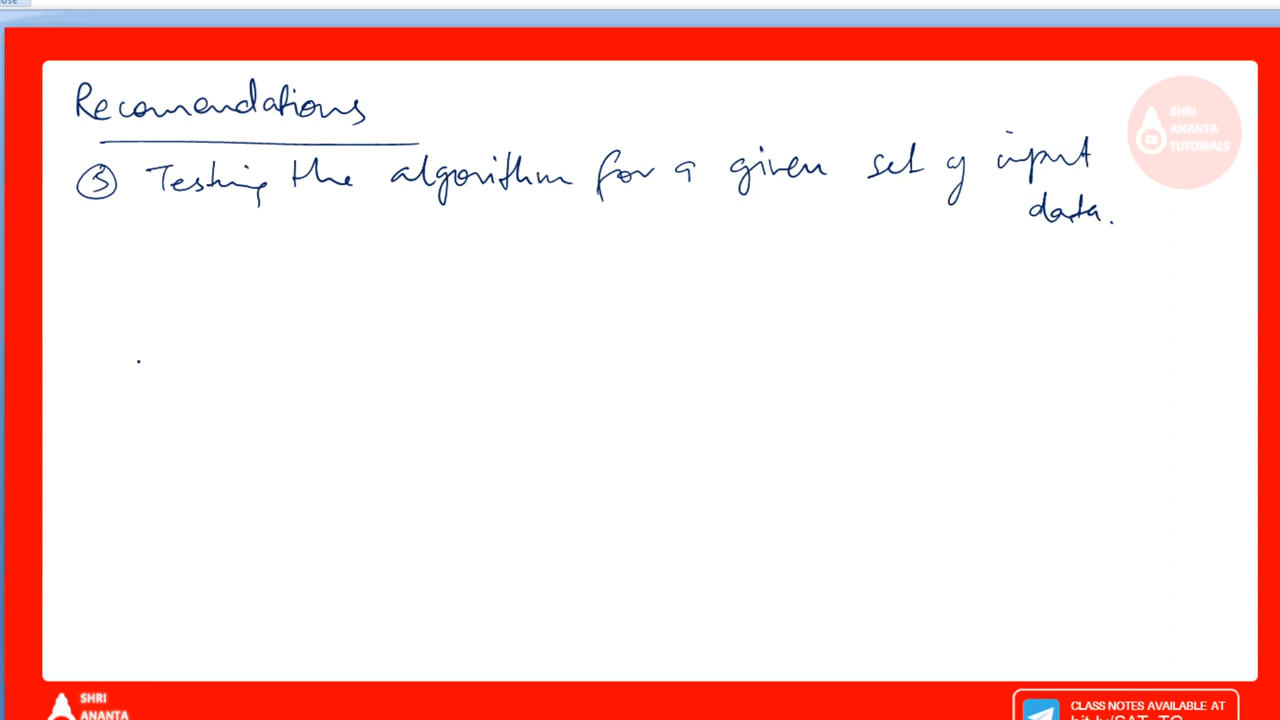 ose
Recomendations
SHRI
ANANTA
TUTORIALS
③ Testing the algorithm for a given set of input
data.
SHRI
ANANTA
CLASS NOTES AVAILABLE AT